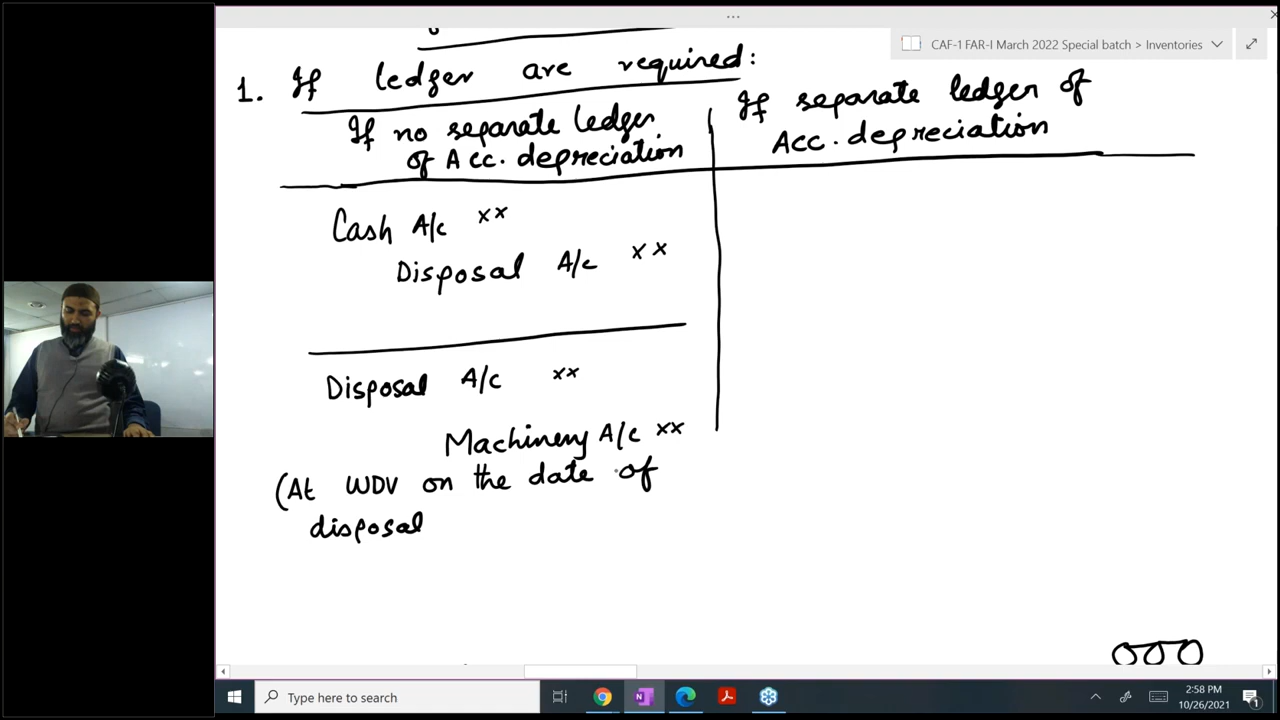 CAF-1 FAR-I March 2022 Special batch > Inventories
1. If ledger are required:
If no separate ledger
of Acc. depreciation
If separate ledger of
Acc. depreciation
Cash A/c xx
Disposal A/c xx
Disposal A/c xx
Machinery A/c xx
(At WDV on the date of
disposal
000
Type here to search
2:58 PM
10/26/2021
1